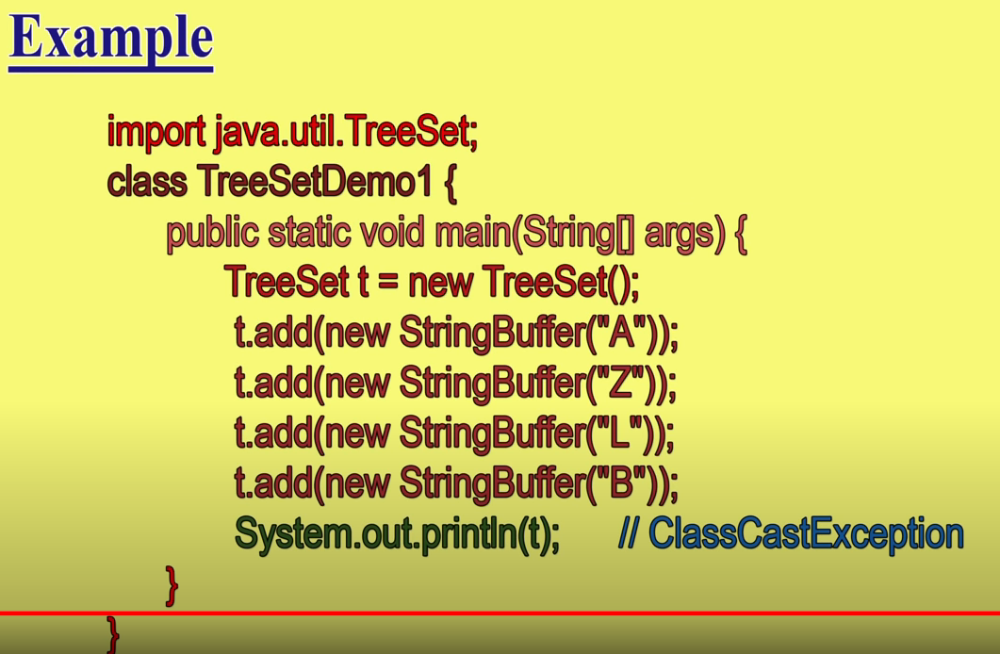 Example
import java.util.TreeSet;
class TreeSetDemo1 {
public static void main(String[] args) {
TreeSet t = new TreeSet();
t.add(new StringBuffer("A"));
t.add(new StringBuffer("Z"));
t.add(new StringBuffer("L"));
t.add(new StringBuffer("B"));
System.out.println(t); // ClassCastException
}
}